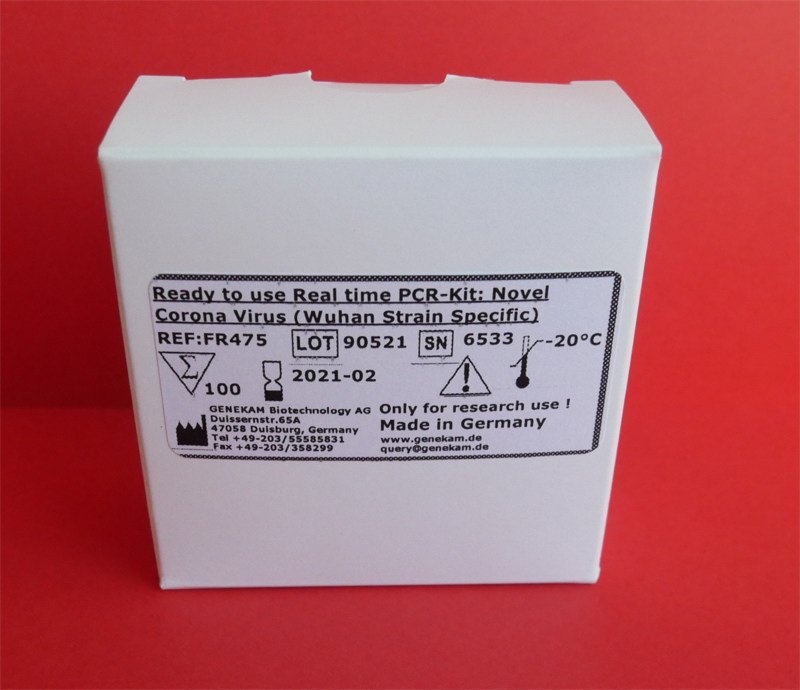 Ready to use Real time PCR-Kit: Novel
Corona Virus (Wuhan Strain Specific)
REF:FR475 LOT 90521 SN 6533 -20°C
Σ 100 2021-02
GENEKAM Biotechnology AG
Duissernstr.65A
47058 Duisburg, Germany
Tel +49-203/55585831
Fax +49-203/358299
Only for research use !
Made in Germany
www.genekam.de
query@genekam.de